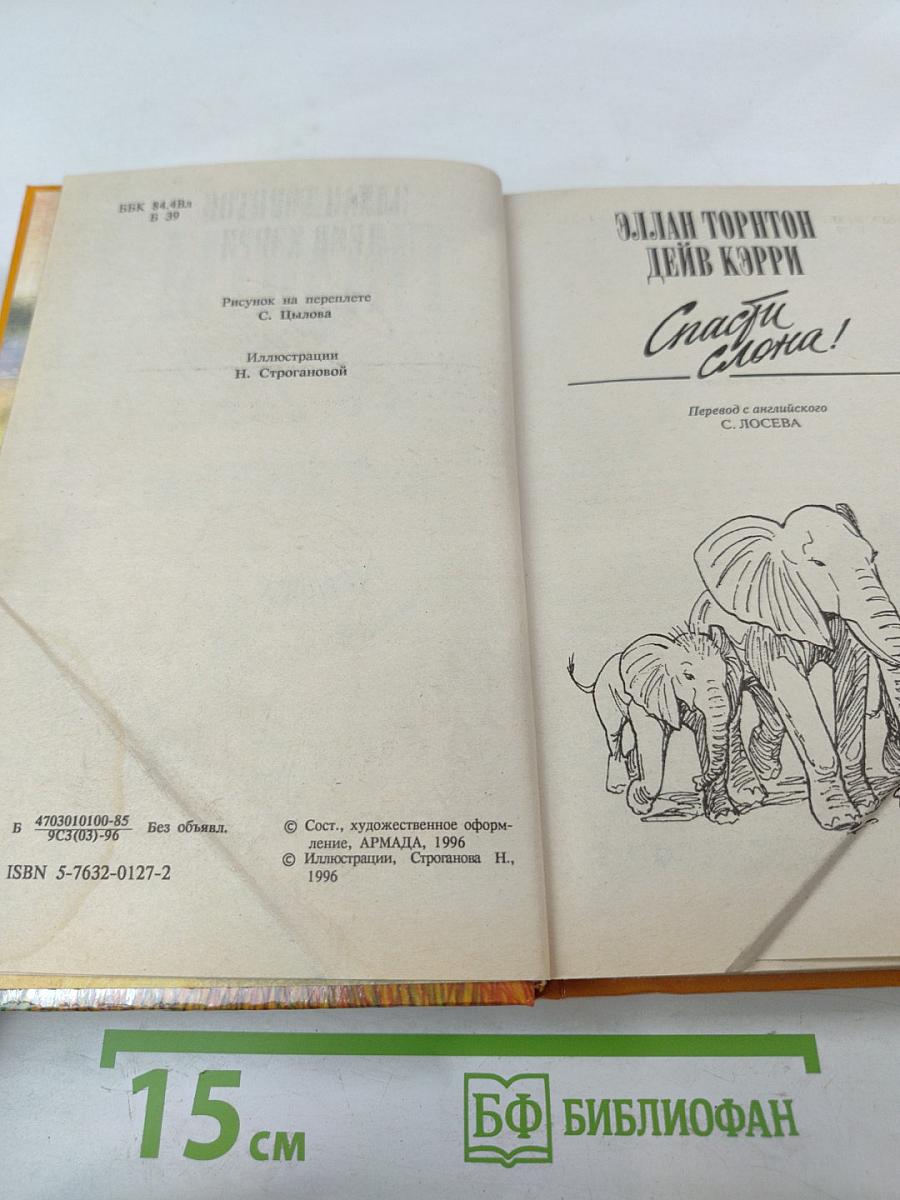 ББК 84.4Вл
Б 39
Рисунок на переплете
С. Цылова
Иллюстрации
Н. Строгановой
Б 4703010100-85 Без объявл.
9С3(03)-96
ISBN 5-7632-0127-2
© Сост., художественное оформ-
ление, АРМАДА, 1996
© Иллюстрации, Строганова Н.,
1996
ЭЛЛАН ТОРНТОН
ДЕЙВ КЭРРИ
Спасти
слона!
Перевод с английского
С. ЛОСЕВА
15 см
БФ БИБЛИОФАН